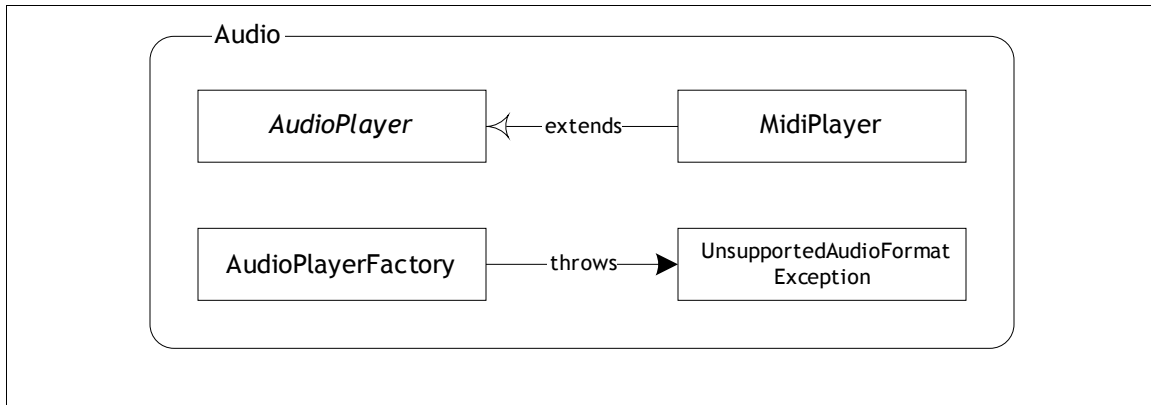 Audio
AudioPlayer
extends
MidiPlayer
AudioPlayerFactory
throws
UnsupportedAudioFormat
Exception